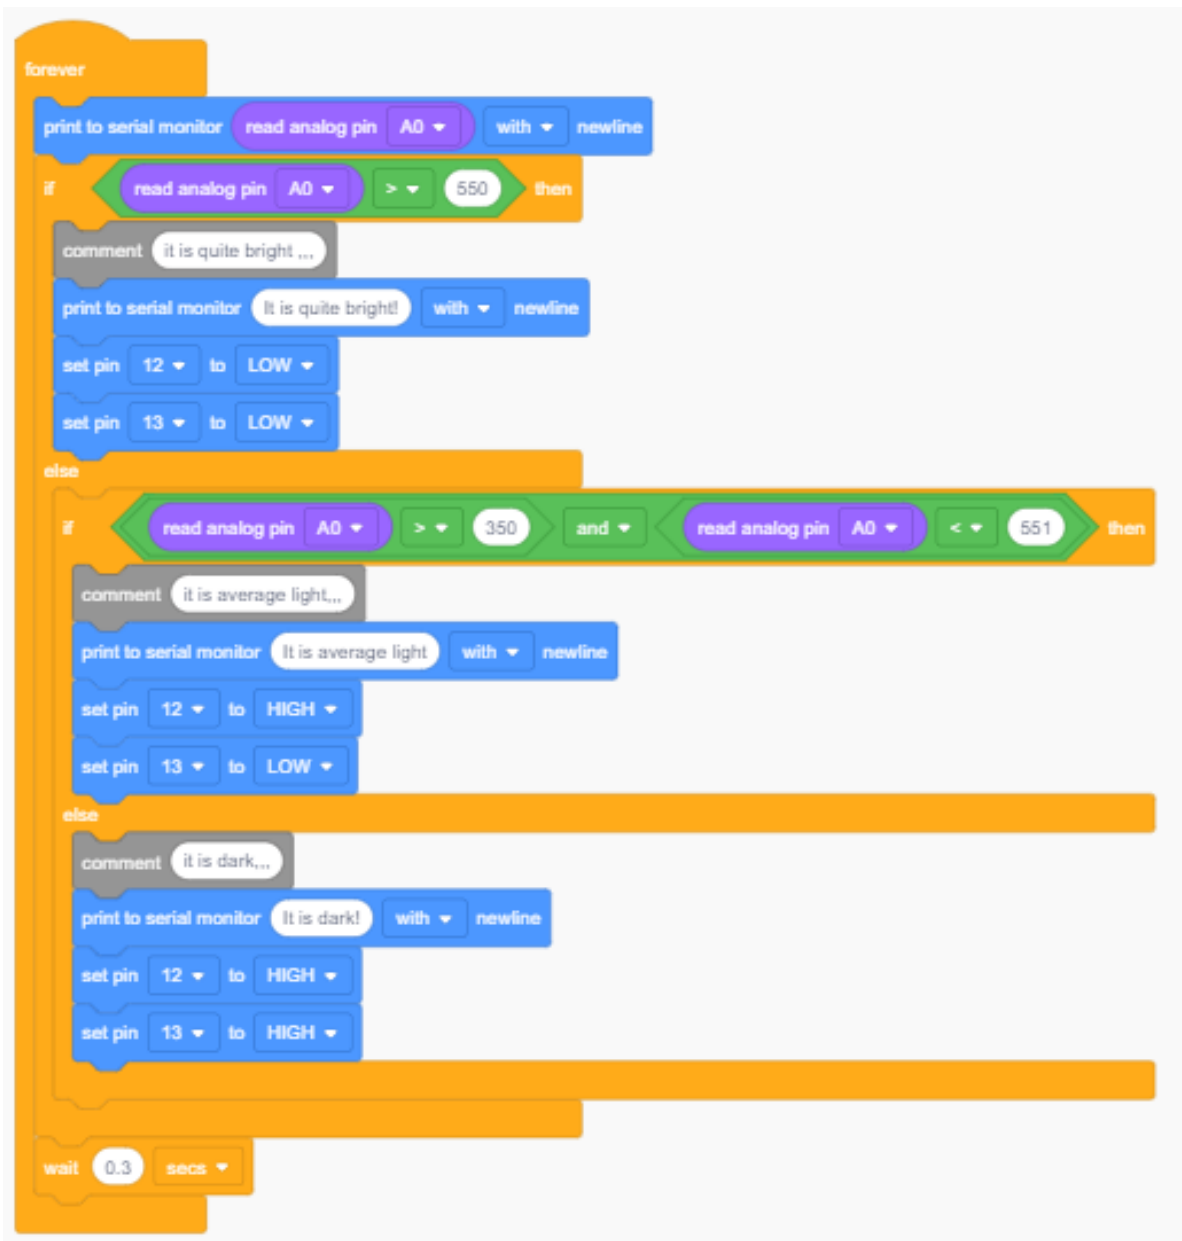 forever
print to serial monitor read analog pin A0 with newline
if read analog pin A0 > 550 then
comment it is quite bright ,,,
print to serial monitor It is quite bright! with newline
set pin 12 to LOW
set pin 13 to LOW
else
if read analog pin A0 > 350 and read analog pin A0 < 551 then
comment it is average light,,,
print to serial monitor It is average light with newline
set pin 12 to HIGH
set pin 13 to LOW
else
comment it is dark,,,
print to serial monitor It is dark! with newline
set pin 12 to HIGH
set pin 13 to HIGH
wait 0.3 secs